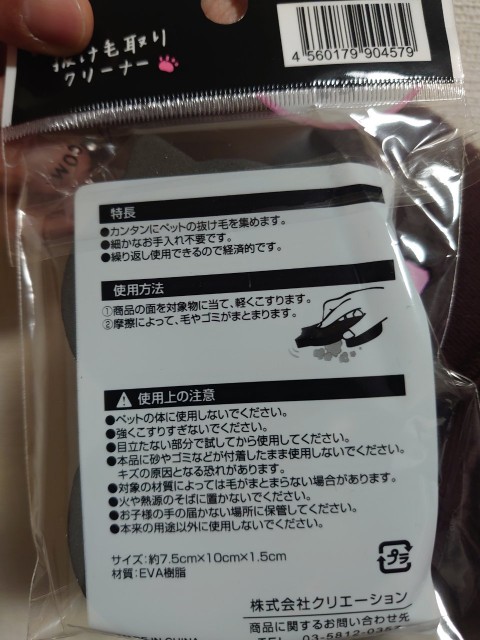 抜け毛取り
クリーナー
4 560179 904579
特長
●カンタンにペットの抜け毛を集めます。
●細かなお手入れ不要です。
●繰り返し使用できるので経済的です。
使用方法
①商品の面を対象物に当て、軽くこすります。
②摩擦によって、毛やゴミがまとまります。
使用上の注意
●ペットの体に使用しないでください。
●強くこすりすぎないでください。
●目立たない部分で試してから使用してください。
●本品に砂やゴミなどが付着したまま使用しないでください。
キズの原因となる恐れがあります。
●対象の材質によっては毛がまとまらない場合があります。
●火や熱源のそばに置かないでください。
●お子様の手の届かない場所に保管してください。
●本来の用途以外に使用しないでください。
サイズ：約7.5cm×10cm×1.5cm
材質：EVA樹脂
プラ
株式会社クリエーション
商品に関するお問い合わせ先
TEL 03-5812-0357
MADE IN CHINA